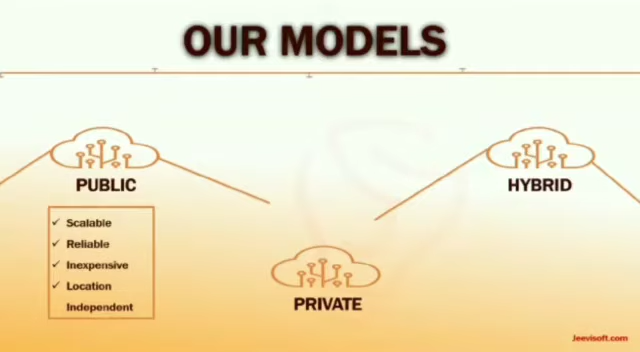 OUR MODELS
PUBLIC
HYBRID
✓ Scalable
✓ Reliable
✓ Inexpensive
✓ Location
Independent
PRIVATE
Jeevisoft.com